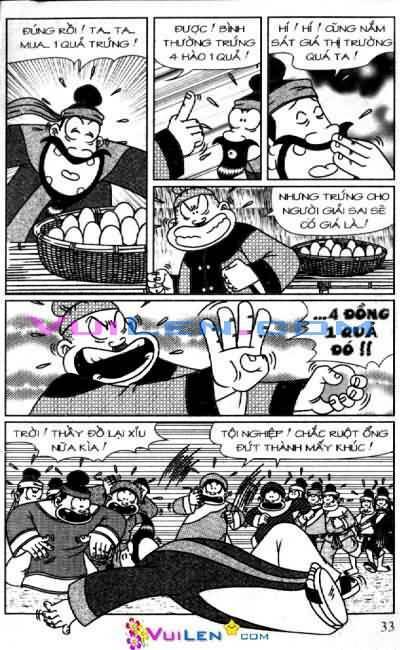 ĐÚNG RỒI! TA.. TA..
MUA.. 1 QUẢ TRỨNG!
ĐƯỢC! BÌNH
THƯỜNG TRỨNG
4 HÀO 1 QUẢ!
HÍ! HÍ! CŨNG NẮM
SÁT GIÁ THỊ TRƯỜNG
QUÁ TA!
NHƯNG TRỨNG CHO
NGƯỜI GIẢI SAI SẼ
CÓ GIÁ LÀ..!
...4 ĐỒNG
1 QUẢ
ĐÓ!!
VUILEN.COM
TRỜI! THẦY ĐỒ LẠI XỈU
NỮA KÌA!
TỘI NGHIỆP! CHẮC RUỘT ỔNG
ĐỨT THÀNH MẤY KHÚC!
33
VUILEN.COM